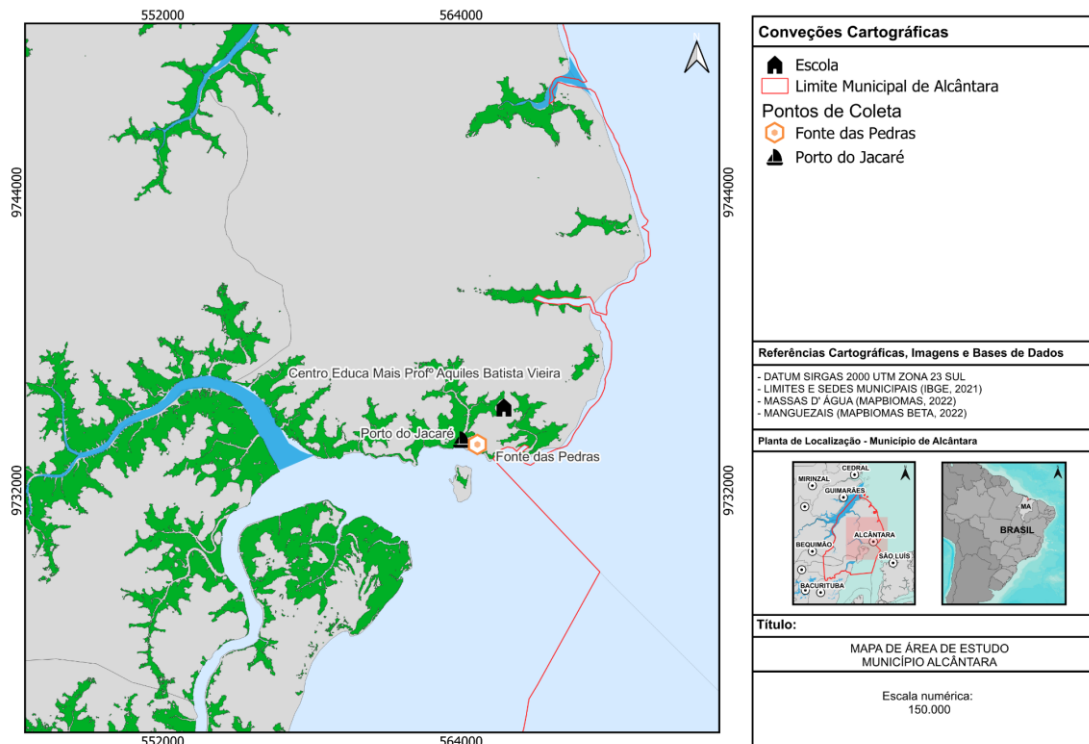 552000
564000
N
9744000
9744000
9732000
9732000
Centro Educa Mais Profº Aquiles Batista Vieira
Porto do Jacaré
Fonte das Pedras
552000
564000
Conveções Cartográficas
Escola
Limite Municipal de Alcântara
Pontos de Coleta
Fonte das Pedras
Porto do Jacaré
Referências Cartográficas, Imagens e Bases de Dados
- DATUM SIRGAS 2000 UTM ZONA 23 SUL
- LIMITES E SEDES MUNICIPAIS (IBGE, 2021)
- MASSAS D' ÁGUA (MAPBIOMAS, 2022)
- MANGUEZAIS (MAPBIOMAS BETA, 2022)
Planta de Localização - Município de Alcântara
CEDRAL
MIRINZAL
GUIMARÃES
ALCÂNTARA
BEQUIMÃO
SÃO LUÍS
BACURITUBA
MA
BRASIL
Título:
MAPA DE ÁREA DE ESTUDO
MUNICÍPIO ALCÂNTARA
Escala numérica:
150.000